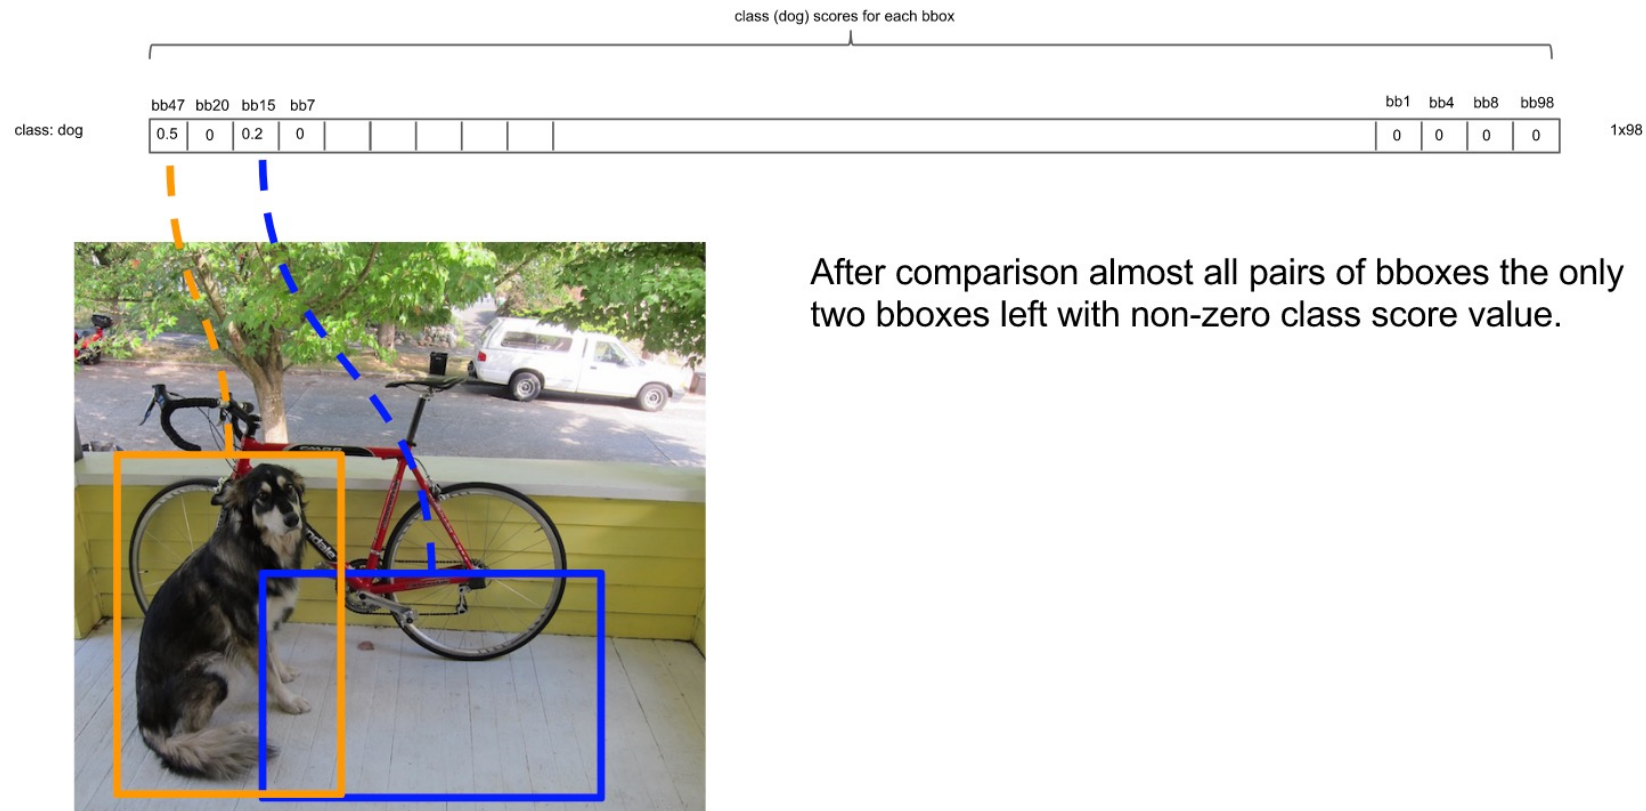 class (dog) scores for each bbox
bb47 bb20 bb15 bb7 bb1 bb4 bb8 bb98
class: dog 0.5 0 0.2 0 0 0 0 0 1x98
After comparison almost all pairs of bboxes the only
two bboxes left with non-zero class score value.